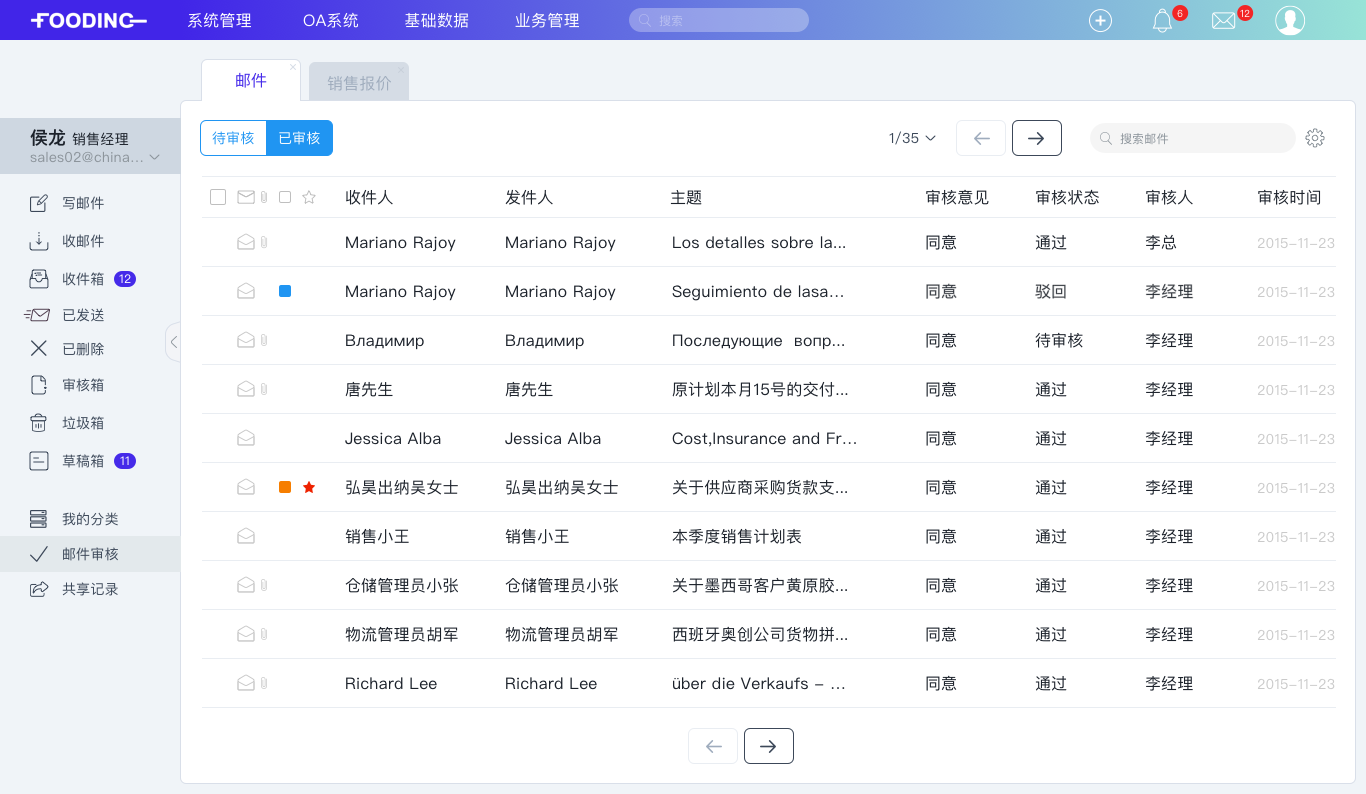 FOODINC 系统管理 OA系统 基础数据 业务管理 搜索 6 12
邮件 销售报价
侯龙 销售经理
sales02@china...
写邮件
收邮件
收件箱 12
已发送
已删除
审核箱
垃圾箱
草稿箱 11
我的分类
邮件审核
共享记录
待审核 已审核 1/35 搜索邮件
收件人 发件人 主题 审核意见 审核状态 审核人 审核时间
Mariano Rajoy Mariano Rajoy Los detalles sobre la... 同意 通过 李总 2015-11-23
Mariano Rajoy Mariano Rajoy Seguimiento de lasa... 同意 驳回 李经理 2015-11-23
Владимир Владимир Последующие вопр... 同意 待审核 李经理 2015-11-23
唐先生 唐先生 原计划本月15号的交付... 同意 通过 李经理 2015-11-23
Jessica Alba Jessica Alba Cost,Insurance and Fr... 同意 通过 李经理 2015-11-23
弘昊出纳吴女士 弘昊出纳吴女士 关于供应商采购货款支... 同意 通过 李经理 2015-11-23
销售小王 销售小王 本季度销售计划表 同意 通过 李经理 2015-11-23
仓储管理员小张 仓储管理员小张 关于墨西哥客户黄原胶... 同意 通过 李经理 2015-11-23
物流管理员胡军 物流管理员胡军 西班牙奥创公司货物拼... 同意 通过 李经理 2015-11-23
Richard Lee Richard Lee über die Verkaufs – ... 同意 通过 李经理 2015-11-23